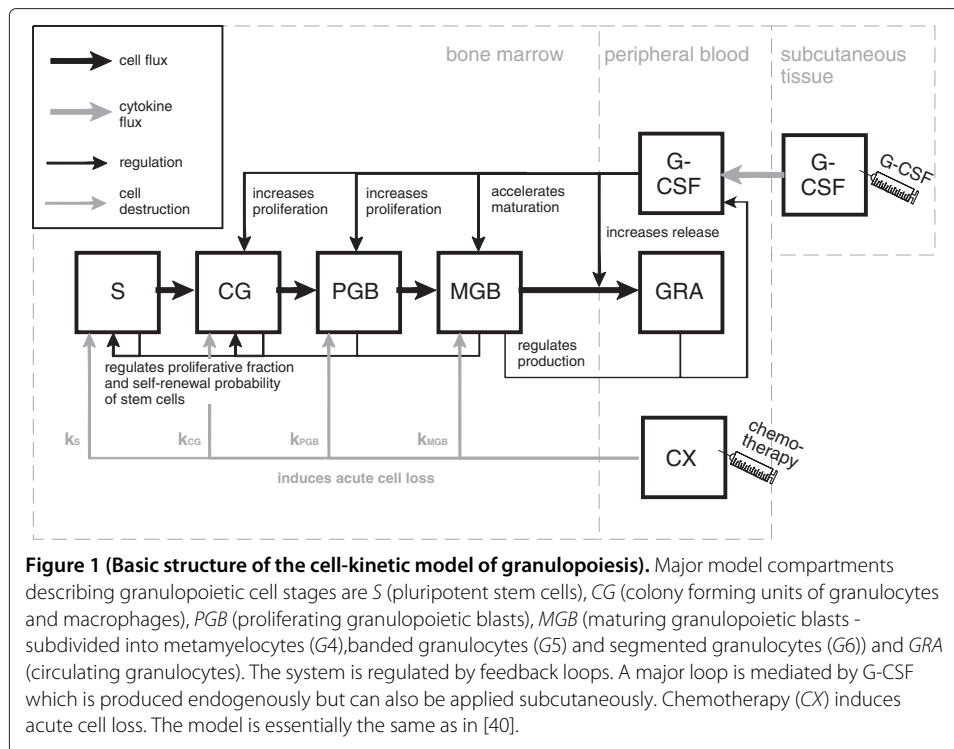 bone marrow
peripheral blood
subcutaneous
tissue
cell flux
cytokine
flux
regulation
cell
destruction
G-
CSF
G-
CSF
G-CSF
increases
proliferation
increases
proliferation
accelerates
maturation
increases release
S
CG
PGB
MGB
GRA
regulates
production
regulates proliferative fraction
and self-renewal probability
of stem cells
kS
kCG
kPGB
kMGB
induces acute cell loss
CX
chemo-
therapy
Figure 1 (Basic structure of the cell-kinetic model of granulopoiesis). Major model compartments
describing granulopoietic cell stages are S (pluripotent stem cells), CG (colony forming units of granulocytes
and macrophages), PGB (proliferating granulopoietic blasts), MGB (maturing granulopoietic blasts -
subdivided into metamyelocytes (G4),banded granulocytes (G5) and segmented granulocytes (G6)) and GRA
(circulating granulocytes). The system is regulated by feedback loops. A major loop is mediated by G-CSF
which is produced endogenously but can also be applied subcutaneously. Chemotherapy (CX) induces
acute cell loss. The model is essentially the same as in [40].